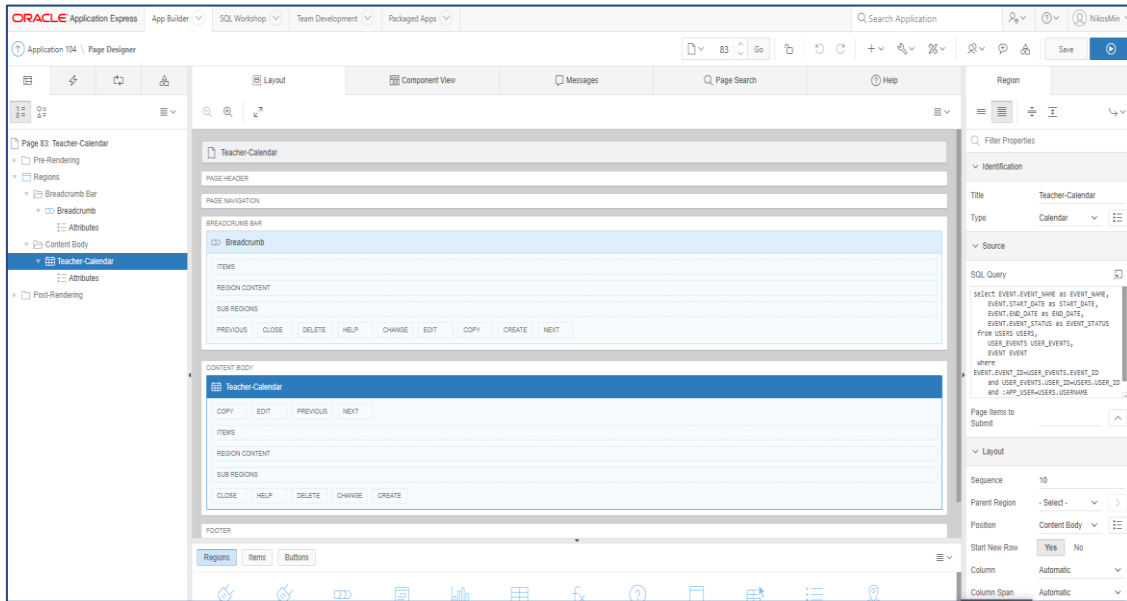 ORACLE Application Express App Builder SQL Workshop Team Development Packaged Apps Search Application NikosMin
Application 104 \ Page Designer 83 Go Save
Layout Component View Messages Page Search Help Region
Page 83: Teacher-Calendar
Pre-Rendering
Regions
Breadcrumb Bar
Breadcrumb
Attributes
Content Body
Teacher-Calendar
Attributes
Post-Rendering
Teacher-Calendar
PAGE HEADER
PAGE NAVIGATION
BREADCRUMB BAR
Breadcrumb
ITEMS
REGION CONTENT
SUB REGIONS
PREVIOUS CLOSE DELETE HELP CHANGE EDIT COPY CREATE NEXT
CONTENT BODY
Teacher-Calendar
COPY EDIT PREVIOUS NEXT
ITEMS
REGION CONTENT
SUB REGIONS
CLOSE HELP DELETE CHANGE CREATE
FOOTER
Regions Items Buttons
Filter Properties
Identification
Title Teacher-Calendar
Type Calendar
Source
SQL Query
select EVENT.EVENT_NAME as EVENT_NAME,
EVENT.START_DATE as START_DATE,
EVENT.END_DATE as END_DATE,
EVENT.EVENT_STATUS as EVENT_STATUS
from USERS USERS,
USER_EVENTS USER_EVENTS,
EVENT EVENT
where
EVENT.EVENT_ID=USER_EVENTS.EVENT_ID
and USER_EVENTS.USER_ID=USERS.USER_ID
and :APP_USER=USERS.USERNAME
Page Items to
Submit
Layout
Sequence 10
Parent Region - Select -
Position Content Body
Start New Row Yes No
Column Automatic
Column Span Automatic